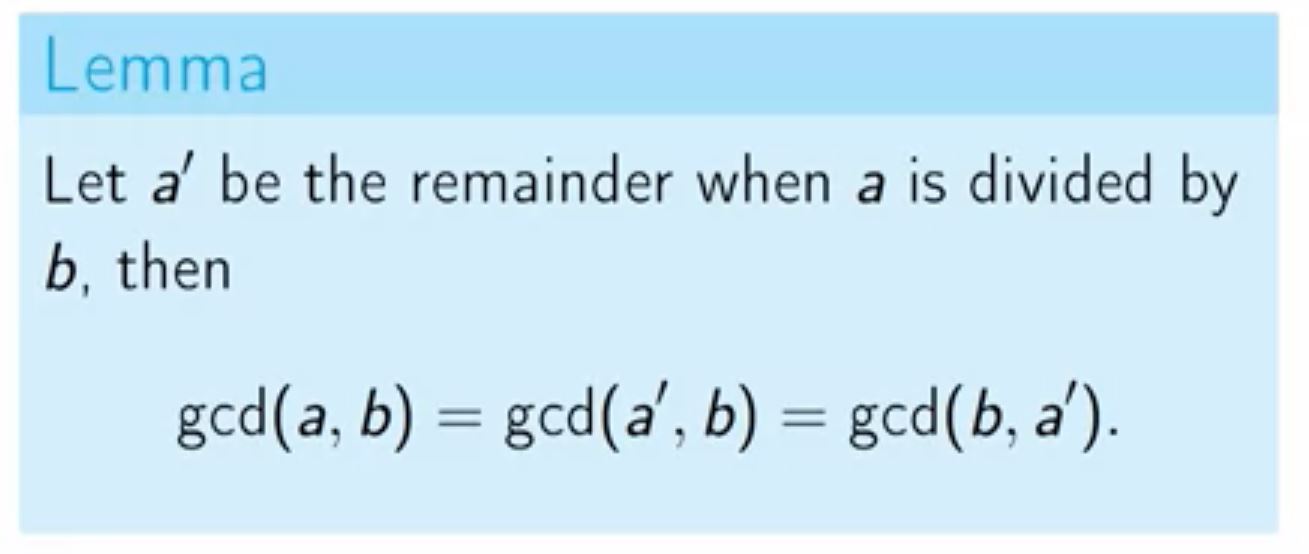 Lemma
Let a′ be the remainder when a is divided by
b, then
gcd(a, b) = gcd(a′, b) = gcd(b, a′).